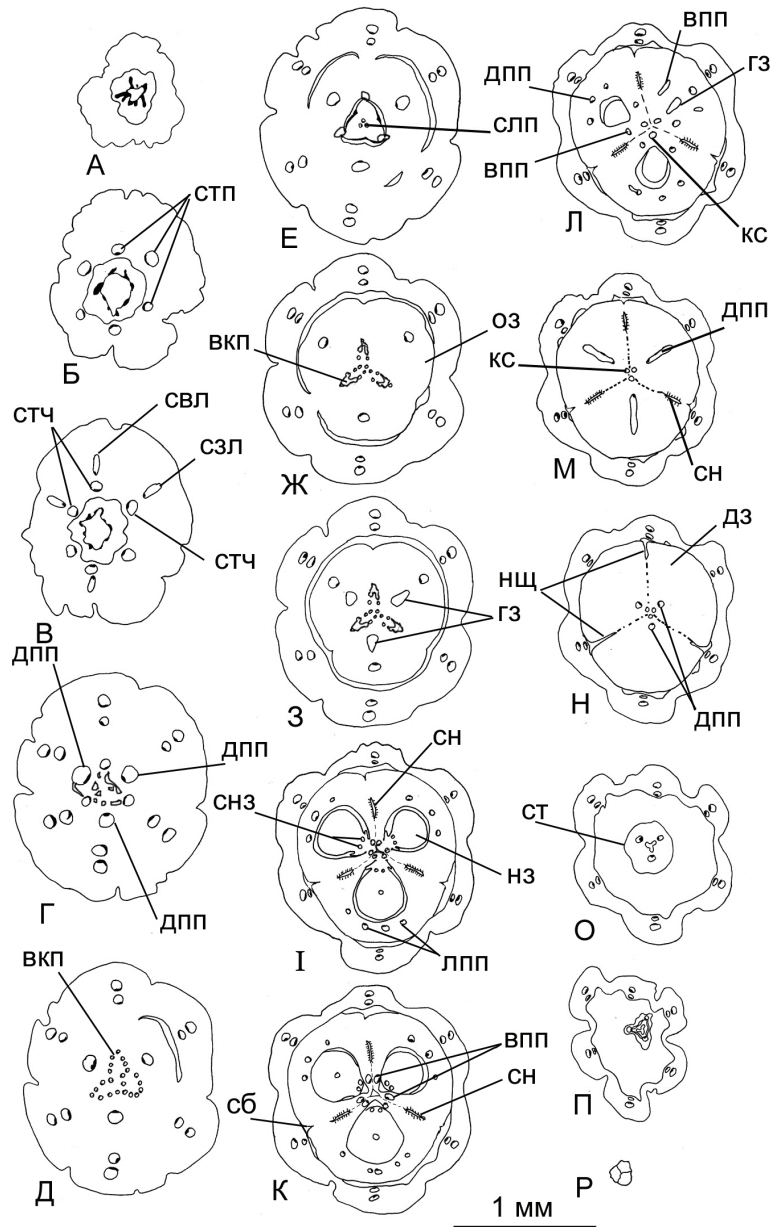 А
СТП
Б
СТЧ
СВЛ
СЗЛ
СТЧ
В
ДПП
ДПП
ДПП
Г
ВКП
Д
СЛП
Е
ВКП
ОЗ
Ж
ГЗ
З
СН
СНЗ
НЗ
ЛПП
І
ВПП
СН
Сб
К
ВПП
ДПП
ГЗ
ВПП
КС
Л
ДПП
КС
СН
М
ДЗ
НЩ
ДПП
Н
СТ
О
П
Р
1 мм